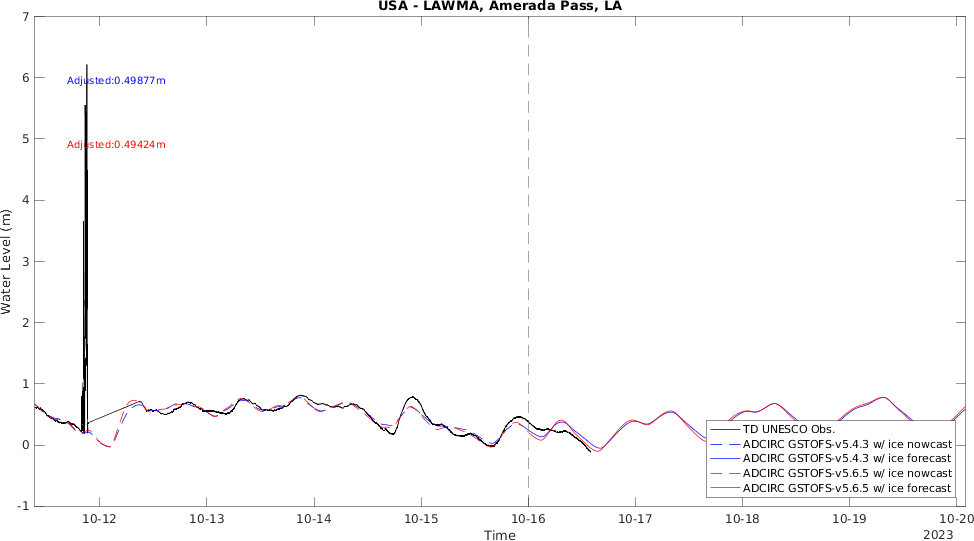 USA - LAWMA, Amerada Pass, LA
7
6
5
4
3
2
1
0
-1
Water Level (m)
Adjusted:0.49877m
Adjusted:0.49424m
TD UNESCO Obs.
ADCIRC GSTOFS-v5.4.3 w/ ice nowcast
ADCIRC GSTOFS-v5.4.3 w/ ice forecast
ADCIRC GSTOFS-v5.6.5 w/ ice nowcast
ADCIRC GSTOFS-v5.6.5 w/ ice forecast
10-12 10-13 10-14 10-15 10-16 10-17 10-18 10-19 10-20
Time
2023